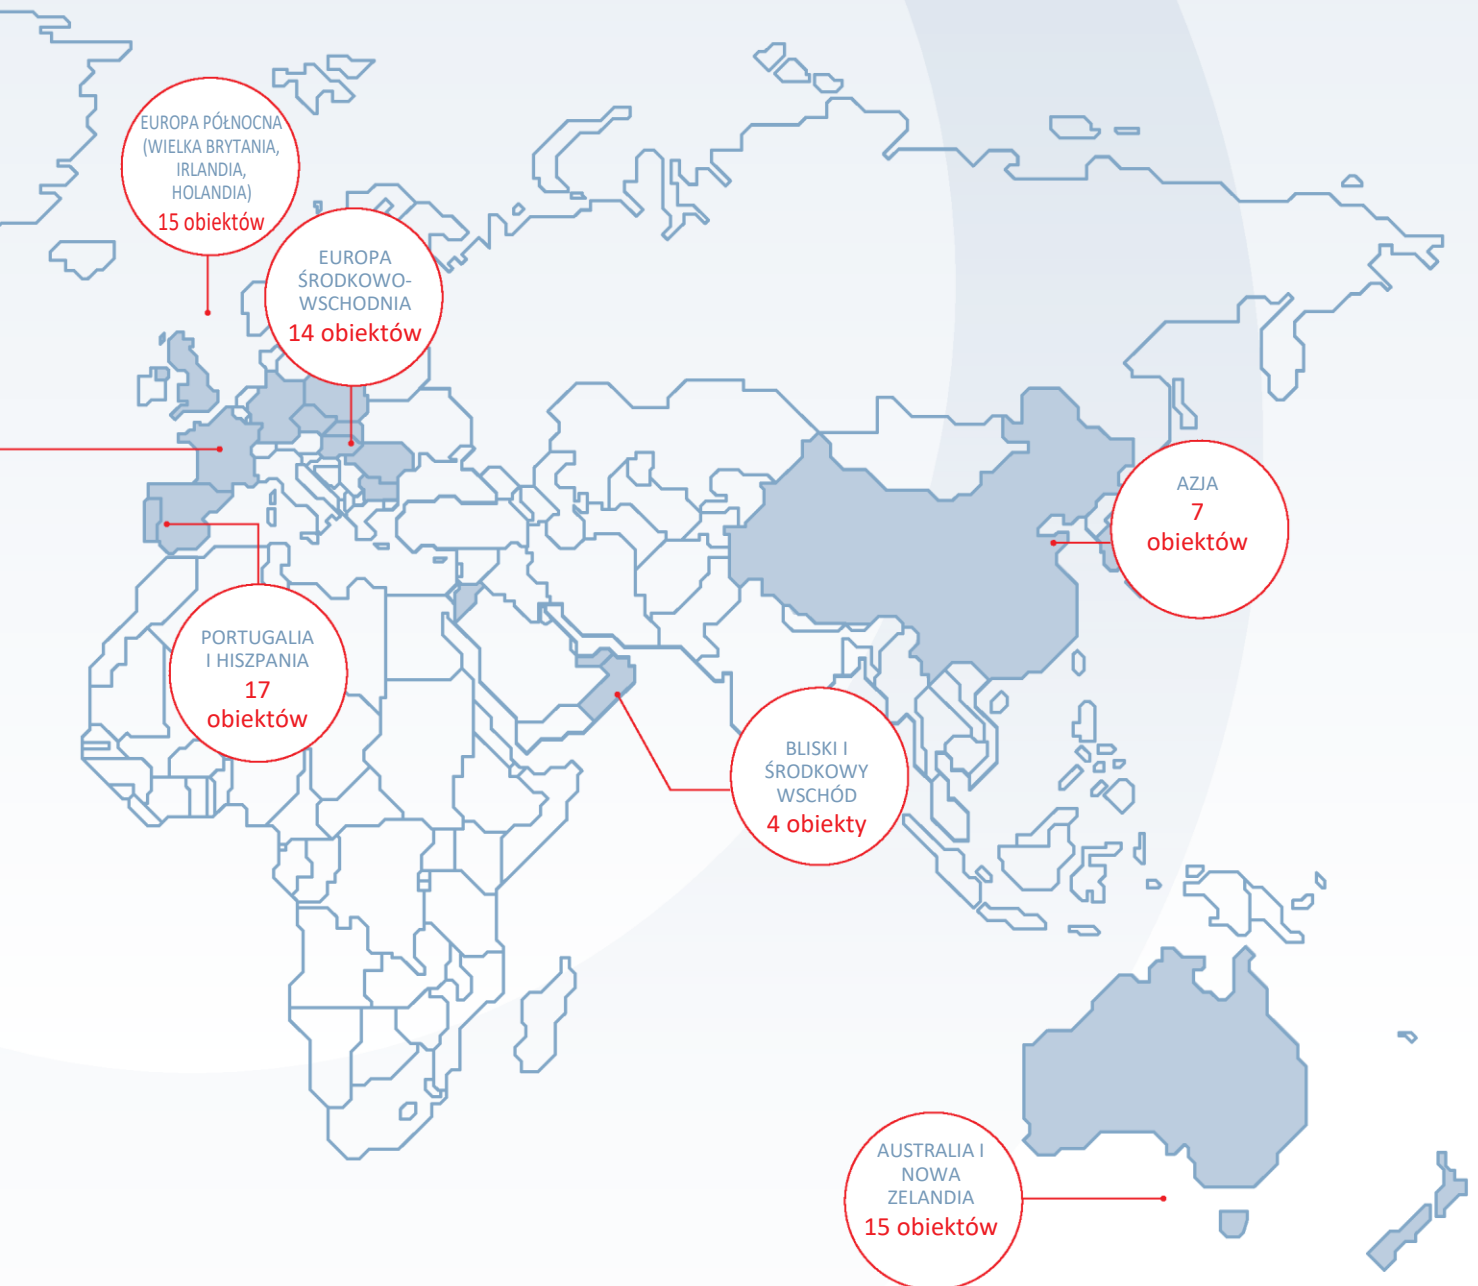 EUROPA PÓŁNOCNA
(WIELKA BRYTANIA,
IRLANDIA,
HOLANDIA)
15 obiektów
EUROPA
ŚRODKOWO-
WSCHODNIA
14 obiektów
AZJA
7
obiektów
PORTUGALIA
I HISZPANIA
17
obiektów
BLISKI I
ŚRODKOWY
WSCHÓD
4 obiekty
AUSTRALIA I
NOWA
ZELANDIA
15 obiektów